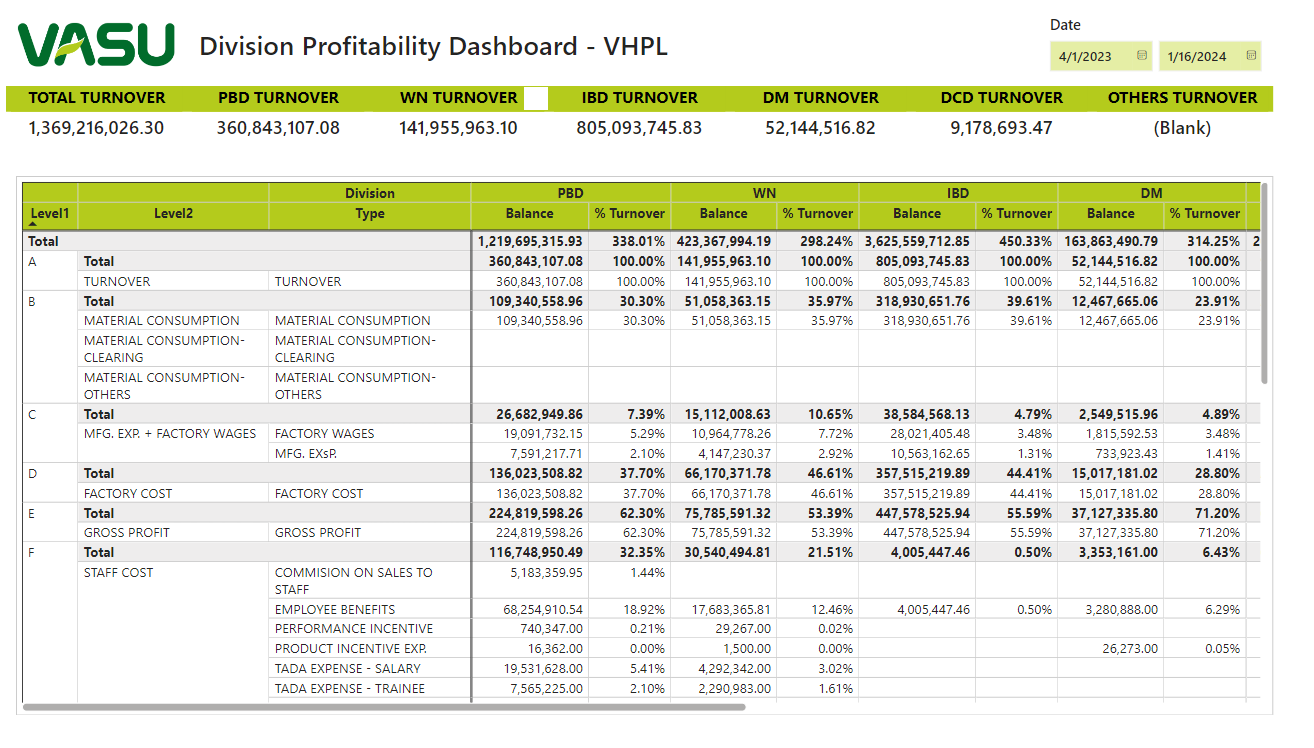 VASU
Division Profitability Dashboard - VHPL
Date
4/1/2023 1/16/2024
TOTAL TURNOVER PBD TURNOVER WN TURNOVER IBD TURNOVER DM TURNOVER DCD TURNOVER OTHERS TURNOVER
1,369,216,026.30 360,843,107.08 141,955,963.10 805,093,745.83 52,144,516.82 9,178,693.47 (Blank)
Division PBD WN IBD DM
Level1 Level2 Type Balance % Turnover Balance % Turnover Balance % Turnover Balance % Turnover
Total 1,219,695,315.93 338.01% 423,367,994.19 298.24% 3,625,559,712.85 450.33% 163,863,490.79 314.25% 2
A Total 360,843,107.08 100.00% 141,955,963.10 100.00% 805,093,745.83 100.00% 52,144,516.82 100.00%
TURNOVER TURNOVER 360,843,107.08 100.00% 141,955,963.10 100.00% 805,093,745.83 100.00% 52,144,516.82 100.00%
B Total 109,340,558.96 30.30% 51,058,363.15 35.97% 318,930,651.76 39.61% 12,467,665.06 23.91%
MATERIAL CONSUMPTION MATERIAL CONSUMPTION 109,340,558.96 30.30% 51,058,363.15 35.97% 318,930,651.76 39.61% 12,467,665.06 23.91%
MATERIAL CONSUMPTION- MATERIAL CONSUMPTION-
CLEARING CLEARING
MATERIAL CONSUMPTION- MATERIAL CONSUMPTION-
OTHERS OTHERS
C Total 26,682,949.86 7.39% 15,112,008.63 10.65% 38,584,568.13 4.79% 2,549,515.96 4.89%
MFG. EXP. + FACTORY WAGES FACTORY WAGES 19,091,732.15 5.29% 10,964,778.26 7.72% 28,021,405.48 3.48% 1,815,592.53 3.48%
MFG. EXsP. 7,591,217.71 2.10% 4,147,230.37 2.92% 10,563,162.65 1.31% 733,923.43 1.41%
D Total 136,023,508.82 37.70% 66,170,371.78 46.61% 357,515,219.89 44.41% 15,017,181.02 28.80%
FACTORY COST FACTORY COST 136,023,508.82 37.70% 66,170,371.78 46.61% 357,515,219.89 44.41% 15,017,181.02 28.80%
E Total 224,819,598.26 62.30% 75,785,591.32 53.39% 447,578,525.94 55.59% 37,127,335.80 71.20%
GROSS PROFIT GROSS PROFIT 224,819,598.26 62.30% 75,785,591.32 53.39% 447,578,525.94 55.59% 37,127,335.80 71.20%
F Total 116,748,950.49 32.35% 30,540,494.81 21.51% 4,005,447.46 0.50% 3,353,161.00 6.43%
STAFF COST COMMISION ON SALES TO 5,183,359.95 1.44%
STAFF
EMPLOYEE BENEFITS 68,254,910.54 18.92% 17,683,365.81 12.46% 4,005,447.46 0.50% 3,280,888.00 6.29%
PERFORMANCE INCENTIVE 740,347.00 0.21% 29,267.00 0.02%
PRODUCT INCENTIVE EXP. 16,362.00 0.00% 1,500.00 0.00% 26,273.00 0.05%
TADA EXPENSE - SALARY 19,531,628.00 5.41% 4,292,342.00 3.02%
TADA EXPENSE - TRAINEE 7,565,225.00 2.10% 2,290,983.00 1.61%